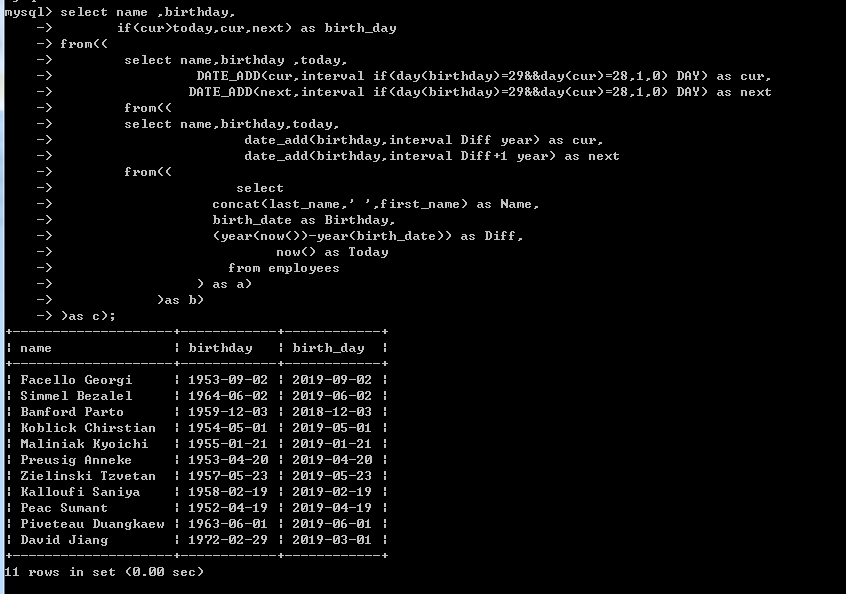 mysql> select name ,birthday,
    ->        if(cur>today,cur,next) as birth_day
    -> from((
    ->         select name,birthday ,today,
    ->                  DATE_ADD(cur,interval if(day(birthday)=29&&day(cur)=28,1,0) DAY) as cur,
    ->                 DATE_ADD(next,interval if(day(birthday)=29&&day(cur)=28,1,0) DAY) as next
    ->         from((
    ->         select name,birthday,today,
    ->                        date_add(birthday,interval Diff year) as cur,
    ->                        date_add(birthday,interval Diff+1 year) as next
    ->         from((
    ->                       select
    ->                    concat(last_name,' ',first_name) as Name,
    ->                    birth_date as Birthday,
    ->                    (year(now())-year(birth_date)) as Diff,
    ->                            now() as Today
    ->                      from employees
    ->                  ) as a)
    ->             )as b)
    -> )as c);
+--------------------+------------+------------+
| name               | birthday   | birth_day  |
+--------------------+------------+------------+
| Facello Georgi     | 1953-09-02 | 2019-09-02 |
| Simmel Bezalel     | 1964-06-02 | 2019-06-02 |
| Bamford Parto      | 1959-12-03 | 2018-12-03 |
| Koblick Chirstian  | 1954-05-01 | 2019-05-01 |
| Maliniak Kyoichi   | 1955-01-21 | 2019-01-21 |
| Preusig Anneke     | 1953-04-20 | 2019-04-20 |
| Zielinski Tzvetan  | 1957-05-23 | 2019-05-23 |
| Kalloufi Saniya    | 1958-02-19 | 2019-02-19 |
| Peac Sumant        | 1952-04-19 | 2019-04-19 |
| Piveteau Duangkaew | 1963-06-01 | 2019-06-01 |
| David Jiang        | 1972-02-29 | 2019-03-01 |
+--------------------+------------+------------+
11 rows in set (0.00 sec)